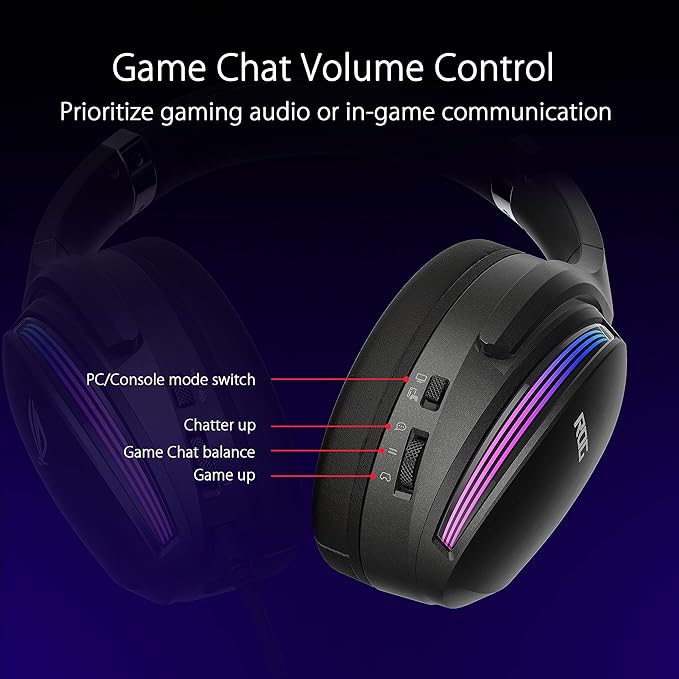 Game Chat Volume Control
Prioritize gaming audio or in-game communication
PC/Console mode switch
Chatter up
Game Chat balance
Game up
ROG